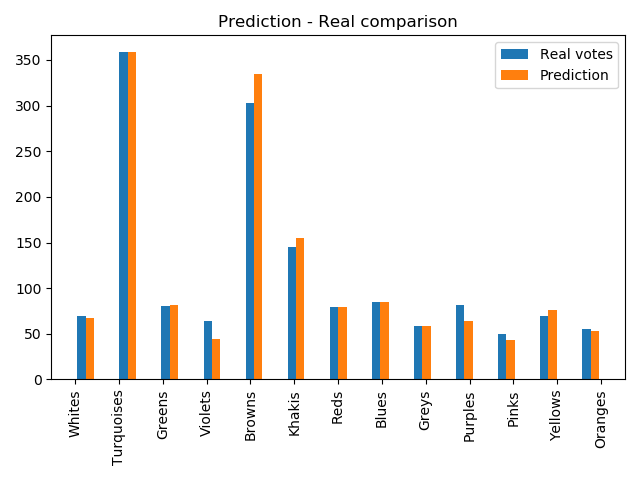 Prediction - Real comparison
Real votes
Prediction
350
300
250
200
150
100
50
0
Whites
Turquoises
Greens
Violets
Browns
Khakis
Reds
Blues
Greys
Purples
Pinks
Yellows
Oranges